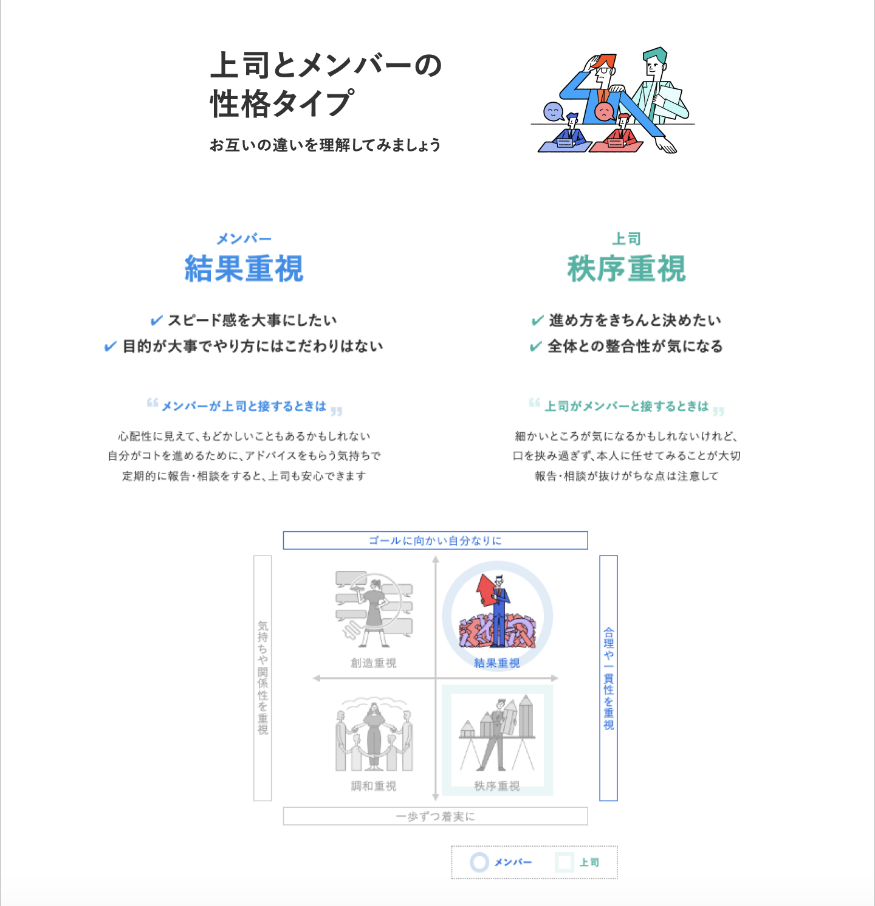 上司とメンバーの
性格タイプ
お互いの違いを理解してみましょう
メンバー
結果重視
✓ スピード感を大事にしたい
✓ 目的が大事でやり方にはこだわりはない
“メンバーが上司と接するときは”
心配性に見えて、もどかしいこともあるかもしれない
自分がコトを進めるために、アドバイスをもらう気持ちで
定期的に報告・相談をすると、上司も安心できます
上司
秩序重視
✓ 進め方をきちんと決めたい
✓ 全体との整合性が気になる
“上司がメンバーと接するときは”
細かいところが気になるかもしれないけれど、
口を挟み過ぎず、本人に任せてみることが大切
報告・相談が抜けがちな点は注意して
ゴールに向かい自分なりに
気持ちや関係性を重視
創造重視
結果重視
合理や一貫性を重視
調和重視
秩序重視
一歩ずつ着実に
メンバー
上司